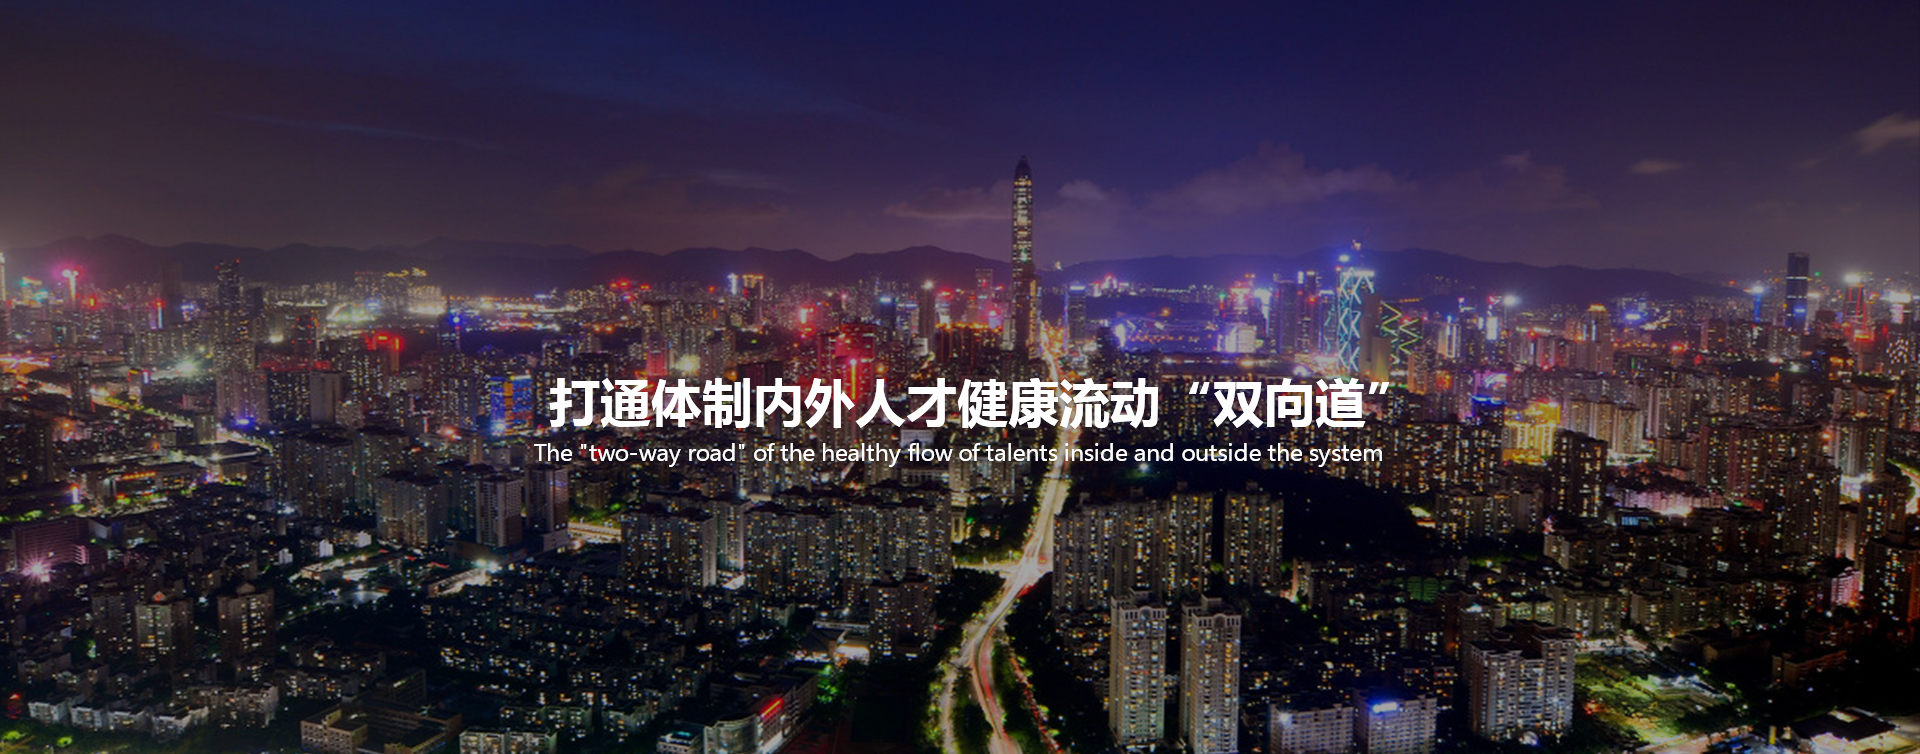 打通体制内外人才健康流动“双向道”
The "two-way road" of the healthy flow of talents inside and outside the system